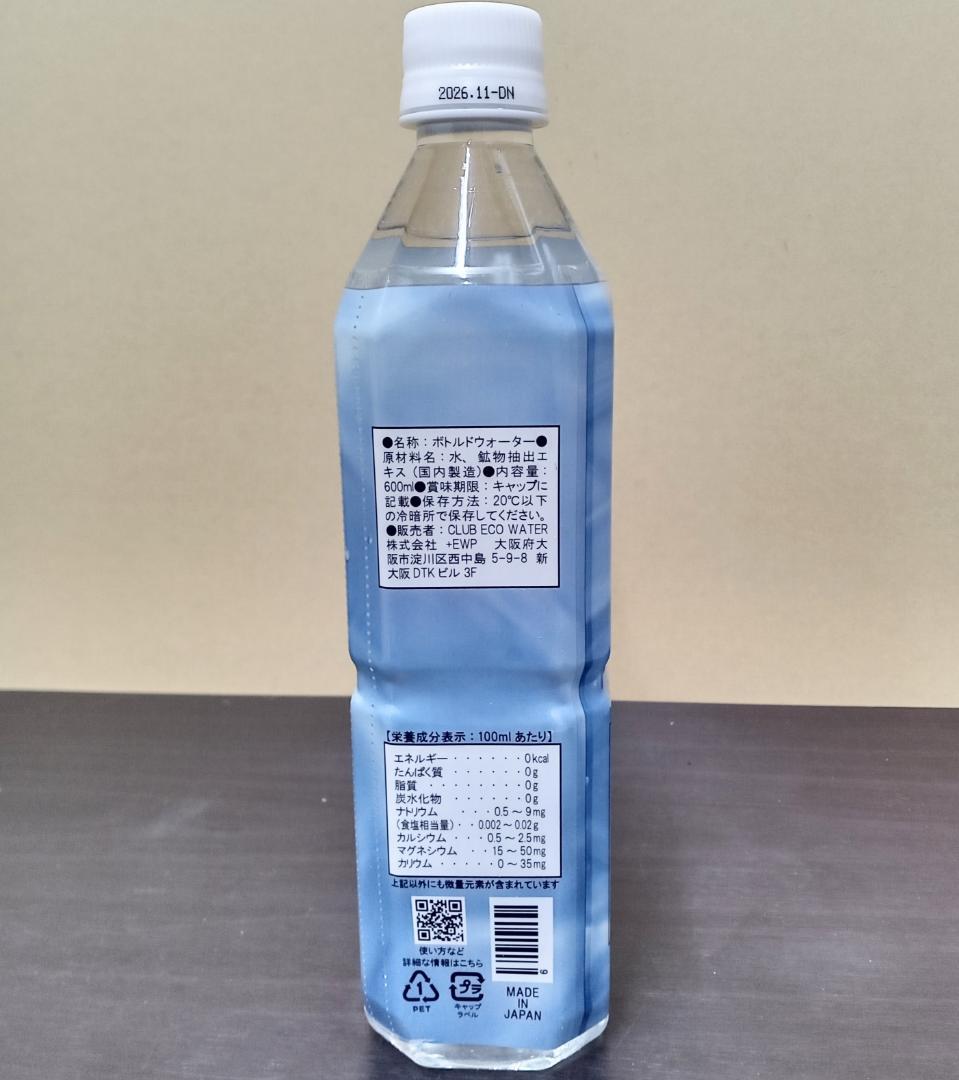 2026.11-DN
●名称：ボトルドウォーター●
原材料名：水、鉱物抽出エ
キス（国内製造）●内容量：
600ml●賞味期限：キャップに
記載●保存方法：20℃以下
の冷暗所で保存してください。
●販売者：CLUB ECO WATER
株式会社 +EWP 大阪府大
阪市淀川区西中島 5-9-8 新
大阪 DTK ビル 3F
【栄養成分表示：100ml あたり】
エネルギー・・・・・・0kcal
たんぱく質・・・・・・0g
脂質・・・・・・・・0g
炭水化物・・・・・・0g
ナトリウム・・・0.5～9mg
（食塩相当量）・・0.002～0.02g
カルシウム・・・0.5～2.5mg
マグネシウム・・15～50mg
カリウム・・・・・0～35mg
上記以外にも微量元素が含まれています
使い方など
詳細な情報はこちら
1
PET
プラ
キャップ
ラベル
6
MADE
IN
JAPAN